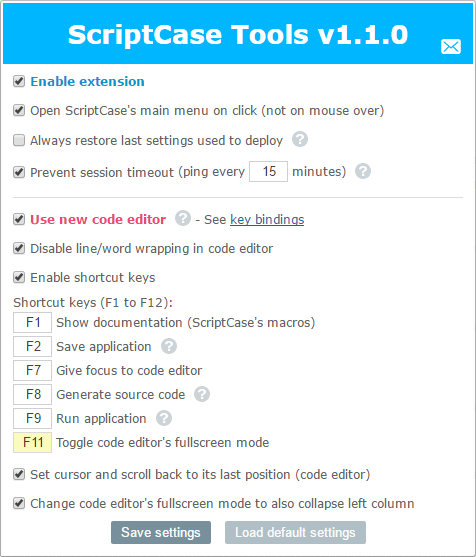 ScriptCase Tools v1.1.0
Enable extension
Open ScriptCase's main menu on click (not on mouse over)
Always restore last settings used to deploy ?
Prevent session timeout (ping every 15 minutes) ?
Use new code editor ? - See key bindings
Disable line/word wrapping in code editor
Enable shortcut keys
Shortcut keys (F1 to F12):
F1 Show documentation (ScriptCase's macros)
F2 Save application ?
F7 Give focus to code editor
F8 Generate source code ?
F9 Run application ?
F11 Toggle code editor's fullscreen mode
Set cursor and scroll back to its last position (code editor)
Change code editor's fullscreen mode to also collapse left column
Save settings Load default settings